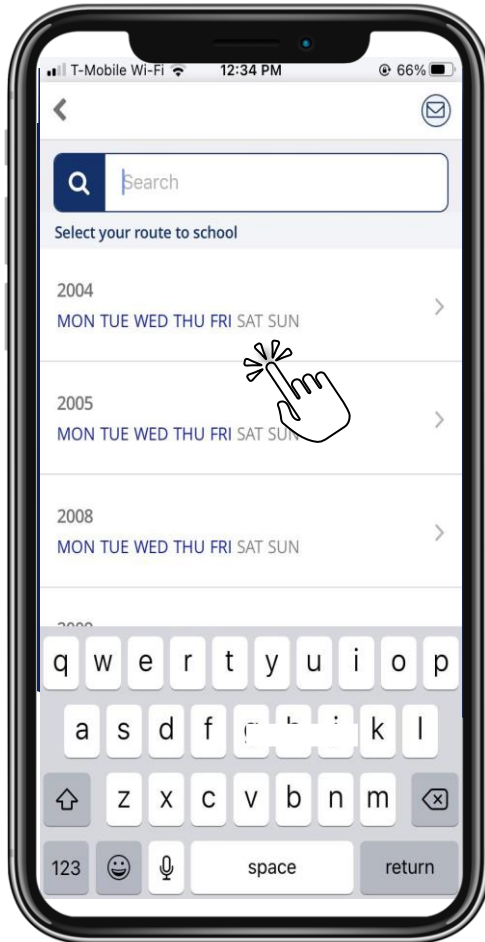 T-Mobile Wi-Fi 12:34 PM 66%
Search
Select your route to school
2004
MON TUE WED THU FRI SAT SUN
2005
MON TUE WED THU FRI SAT SUN
2008
MON TUE WED THU FRI SAT SUN
q w e r t y u i o p
a s d f k l
z x c v b n m
123 space return